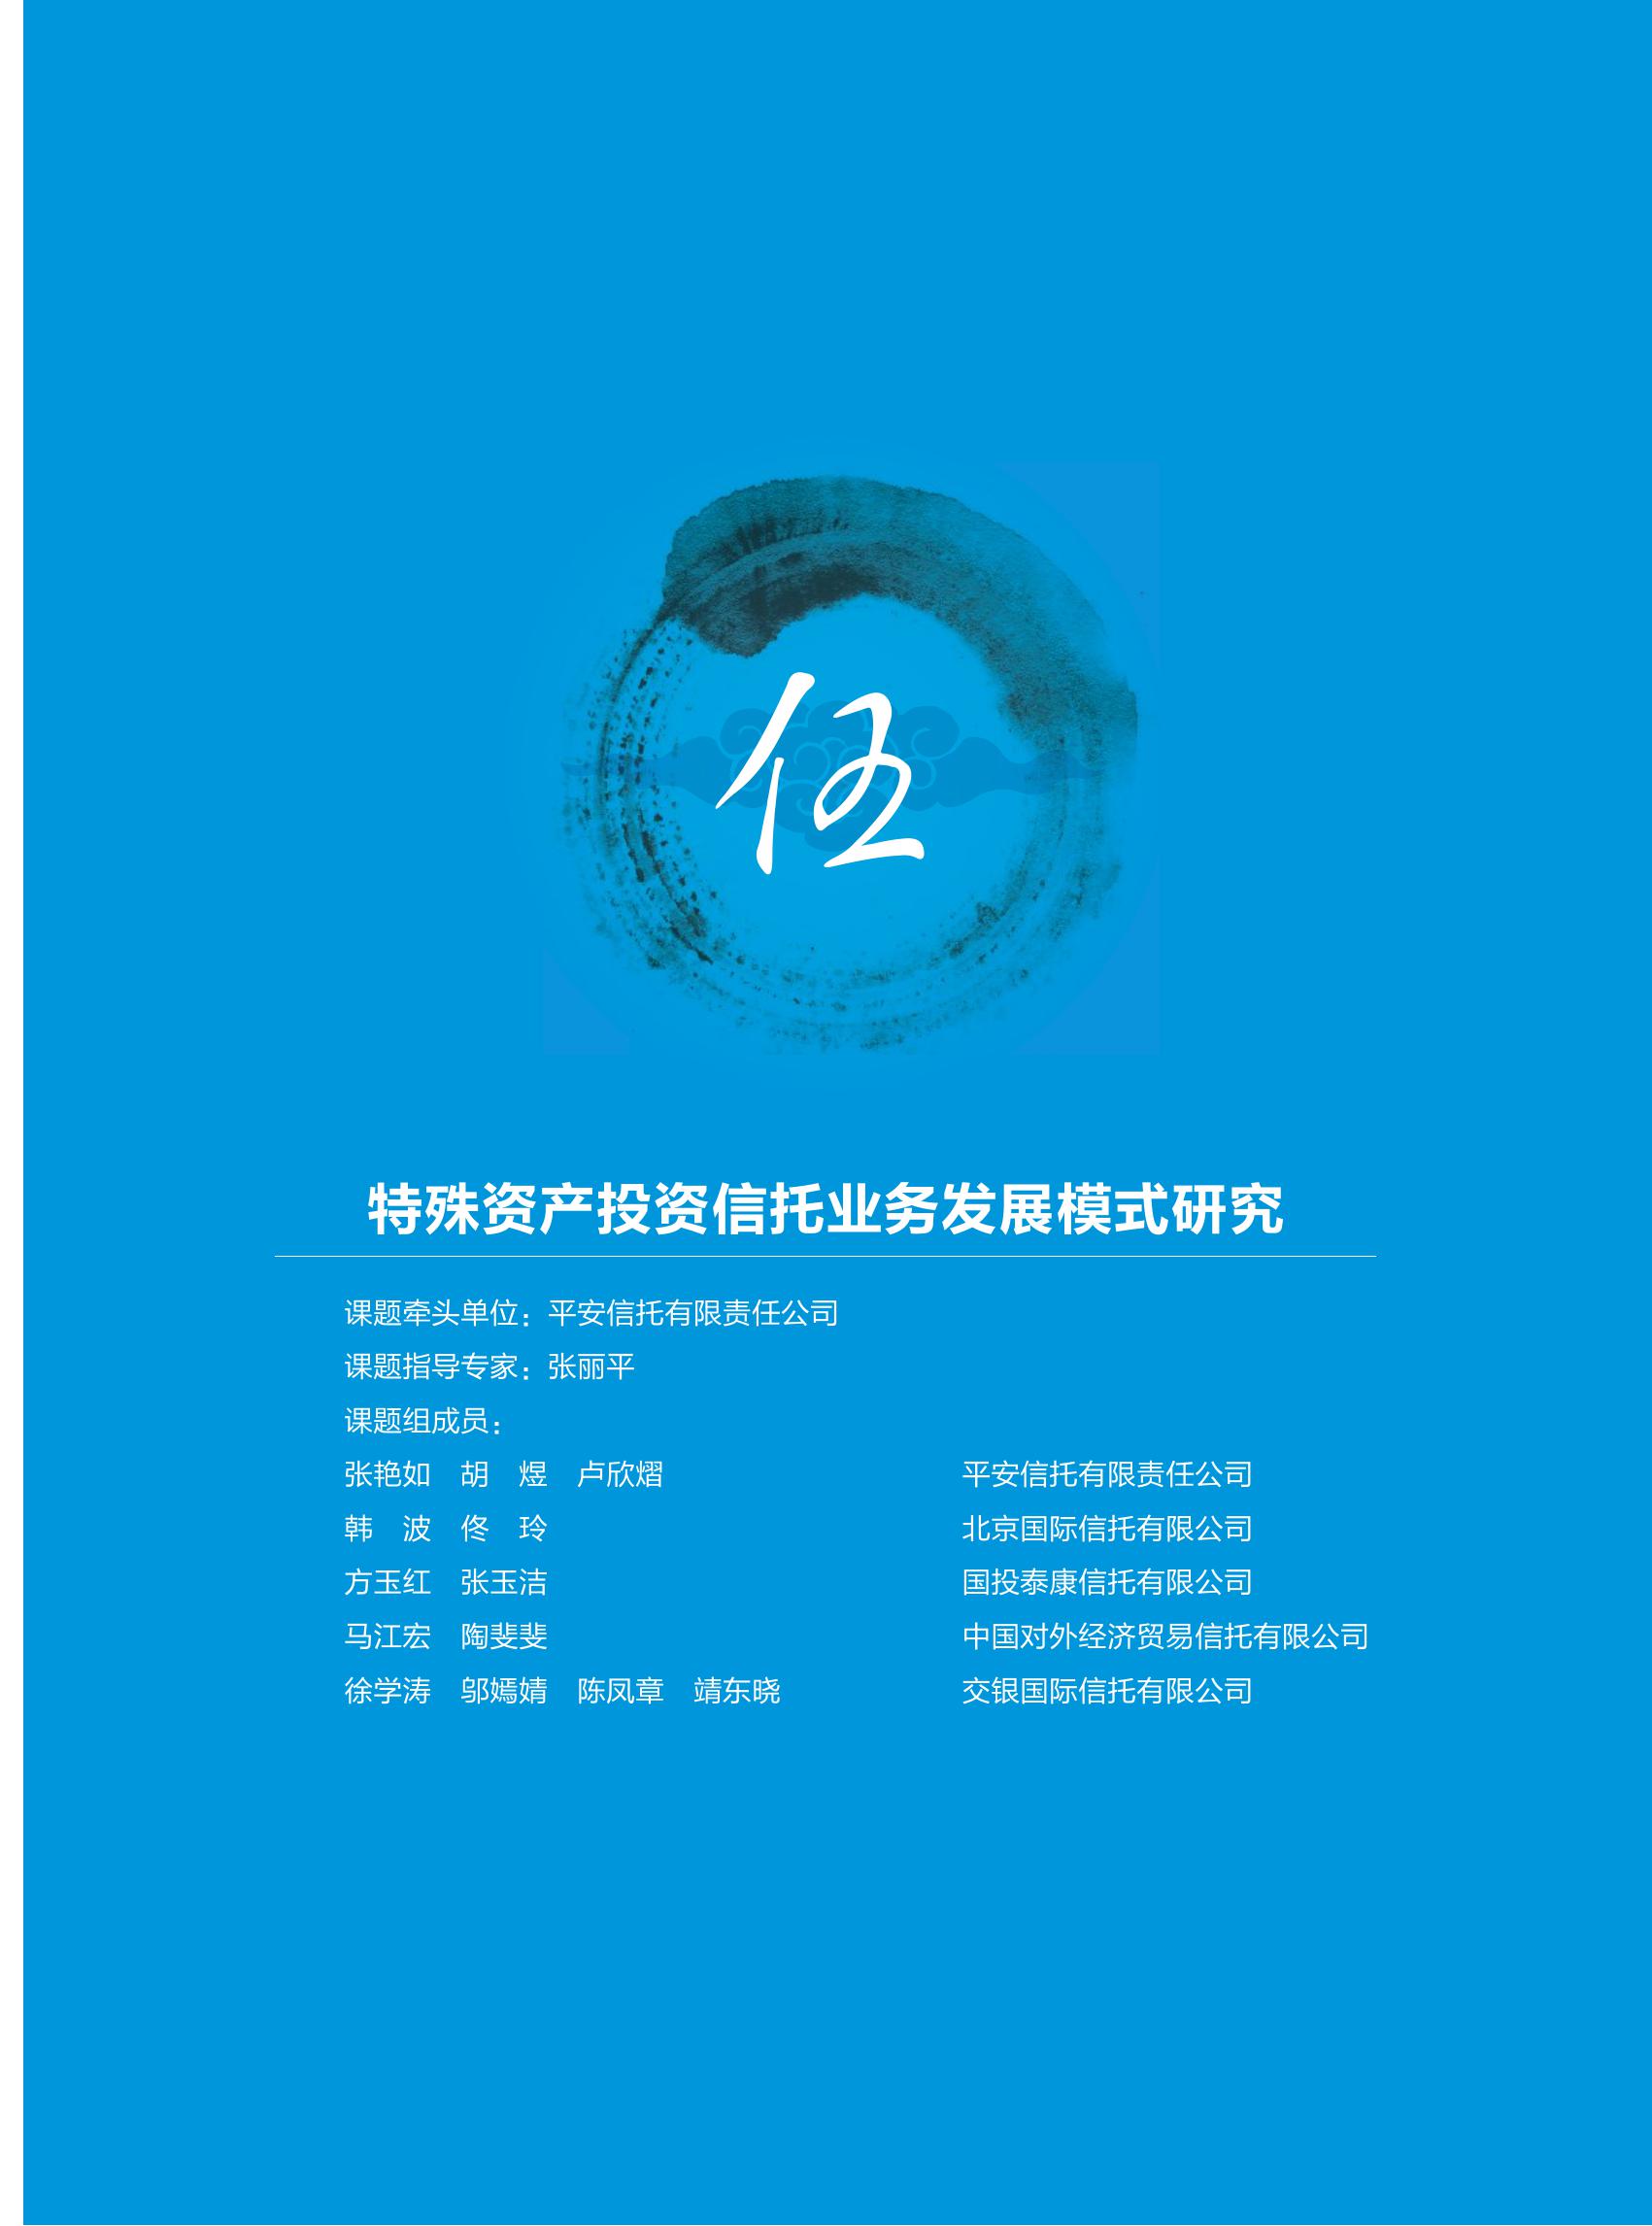 伍
特殊资产投资信托业务发展模式研究
课题牵头单位：平安信托有限责任公司
课题指导专家：张丽平
课题组成员：
张艳如　胡　煜　卢欣熠　平安信托有限责任公司
韩　波　佟　玲　北京国际信托有限公司
方玉红　张玉洁　国投泰康信托有限公司
马江宏　陶斐斐　中国对外经济贸易信托有限公司
徐学涛　邬嫣婧　陈凤章　靖东晓　交银国际信托有限公司